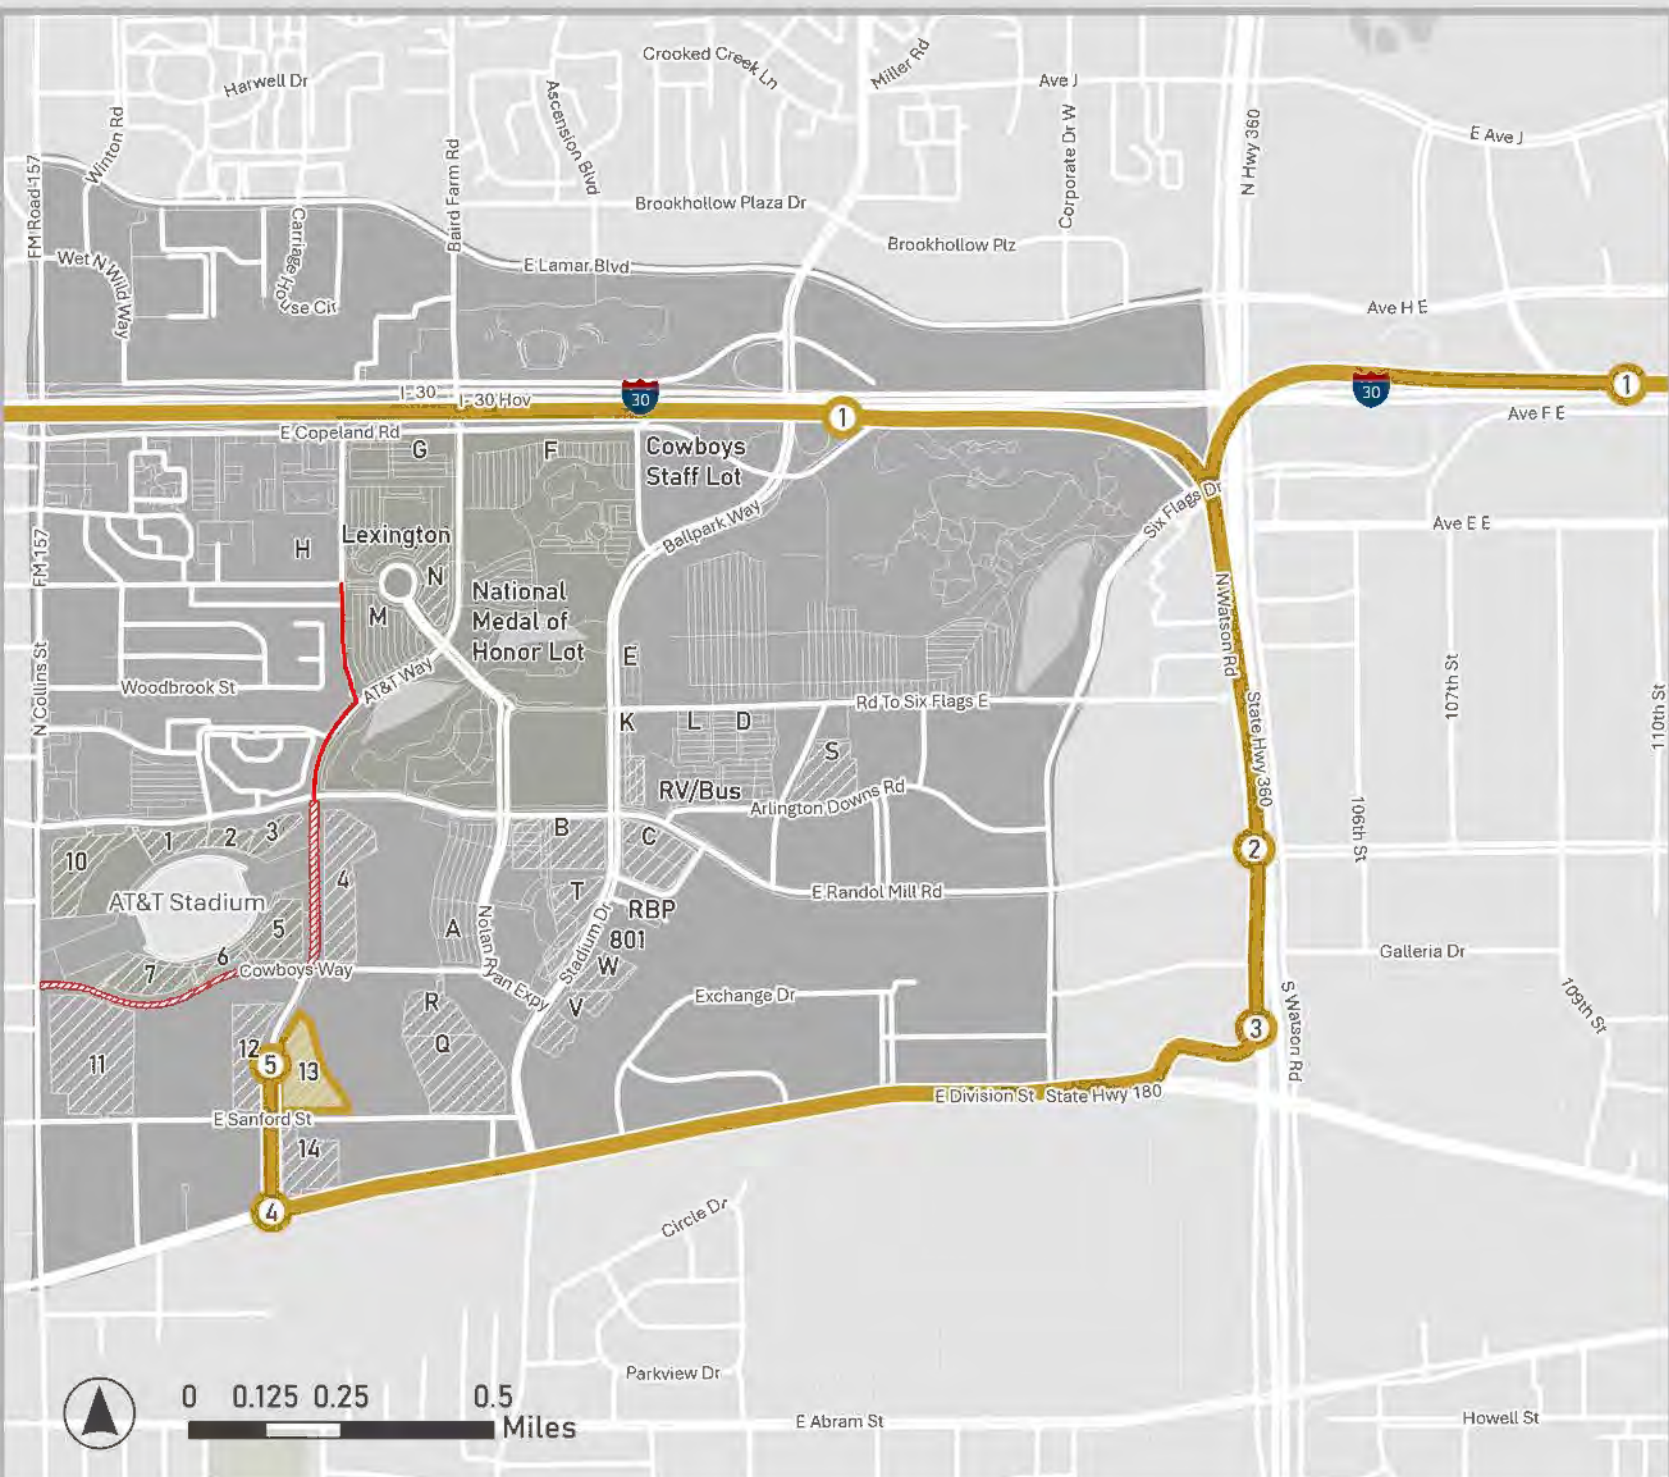 Crooked Creek Ln
Miller Rd
Harwell Dr
Ave J
Ascension Blvd
Corporate Dr W
N Hwy 360
E Ave J
Winton Rd
Baird Farm Rd
FM Road 157
Brookhollow Plaza Dr
Carriage House Cir
Brookhollow Plz
Wet N Wild Way
E Lamar Blvd
Ave H E
I-30
I-30 Hov
30
30
1
1
Ave F E
E Copeland Rd
G
F
Cowboys
Staff Lot
Six Flags Dr
Ballpark Way
Ave E E
Lexington
H
FM 157
N
M
National
Medal of
Honor Lot
N Watson Rd
E
N Collins St
Woodbrook St
AT&T Way
Rd To Six Flags E
107th St
110th St
State Hwy 360
K
L
D
S
RV/Bus
Arlington Downs Rd
1
2
3
B
C
106th St
2
10
4
AT&T Stadium
T
E Randol Mill Rd
RBP
5
A
Nolan Ryan Expy
Stadium Dr
801
6
7
Cowboys Way
W
Galleria Dr
R
V
Exchange Dr
S Watson Rd
109th St
3
12
5
13
Q
11
E Division St
State Hwy 180
E Sanford St
14
4
Circle Dr
Parkview Dr
0 0.125 0.25 0.5
Miles
E Abram St
Howell St